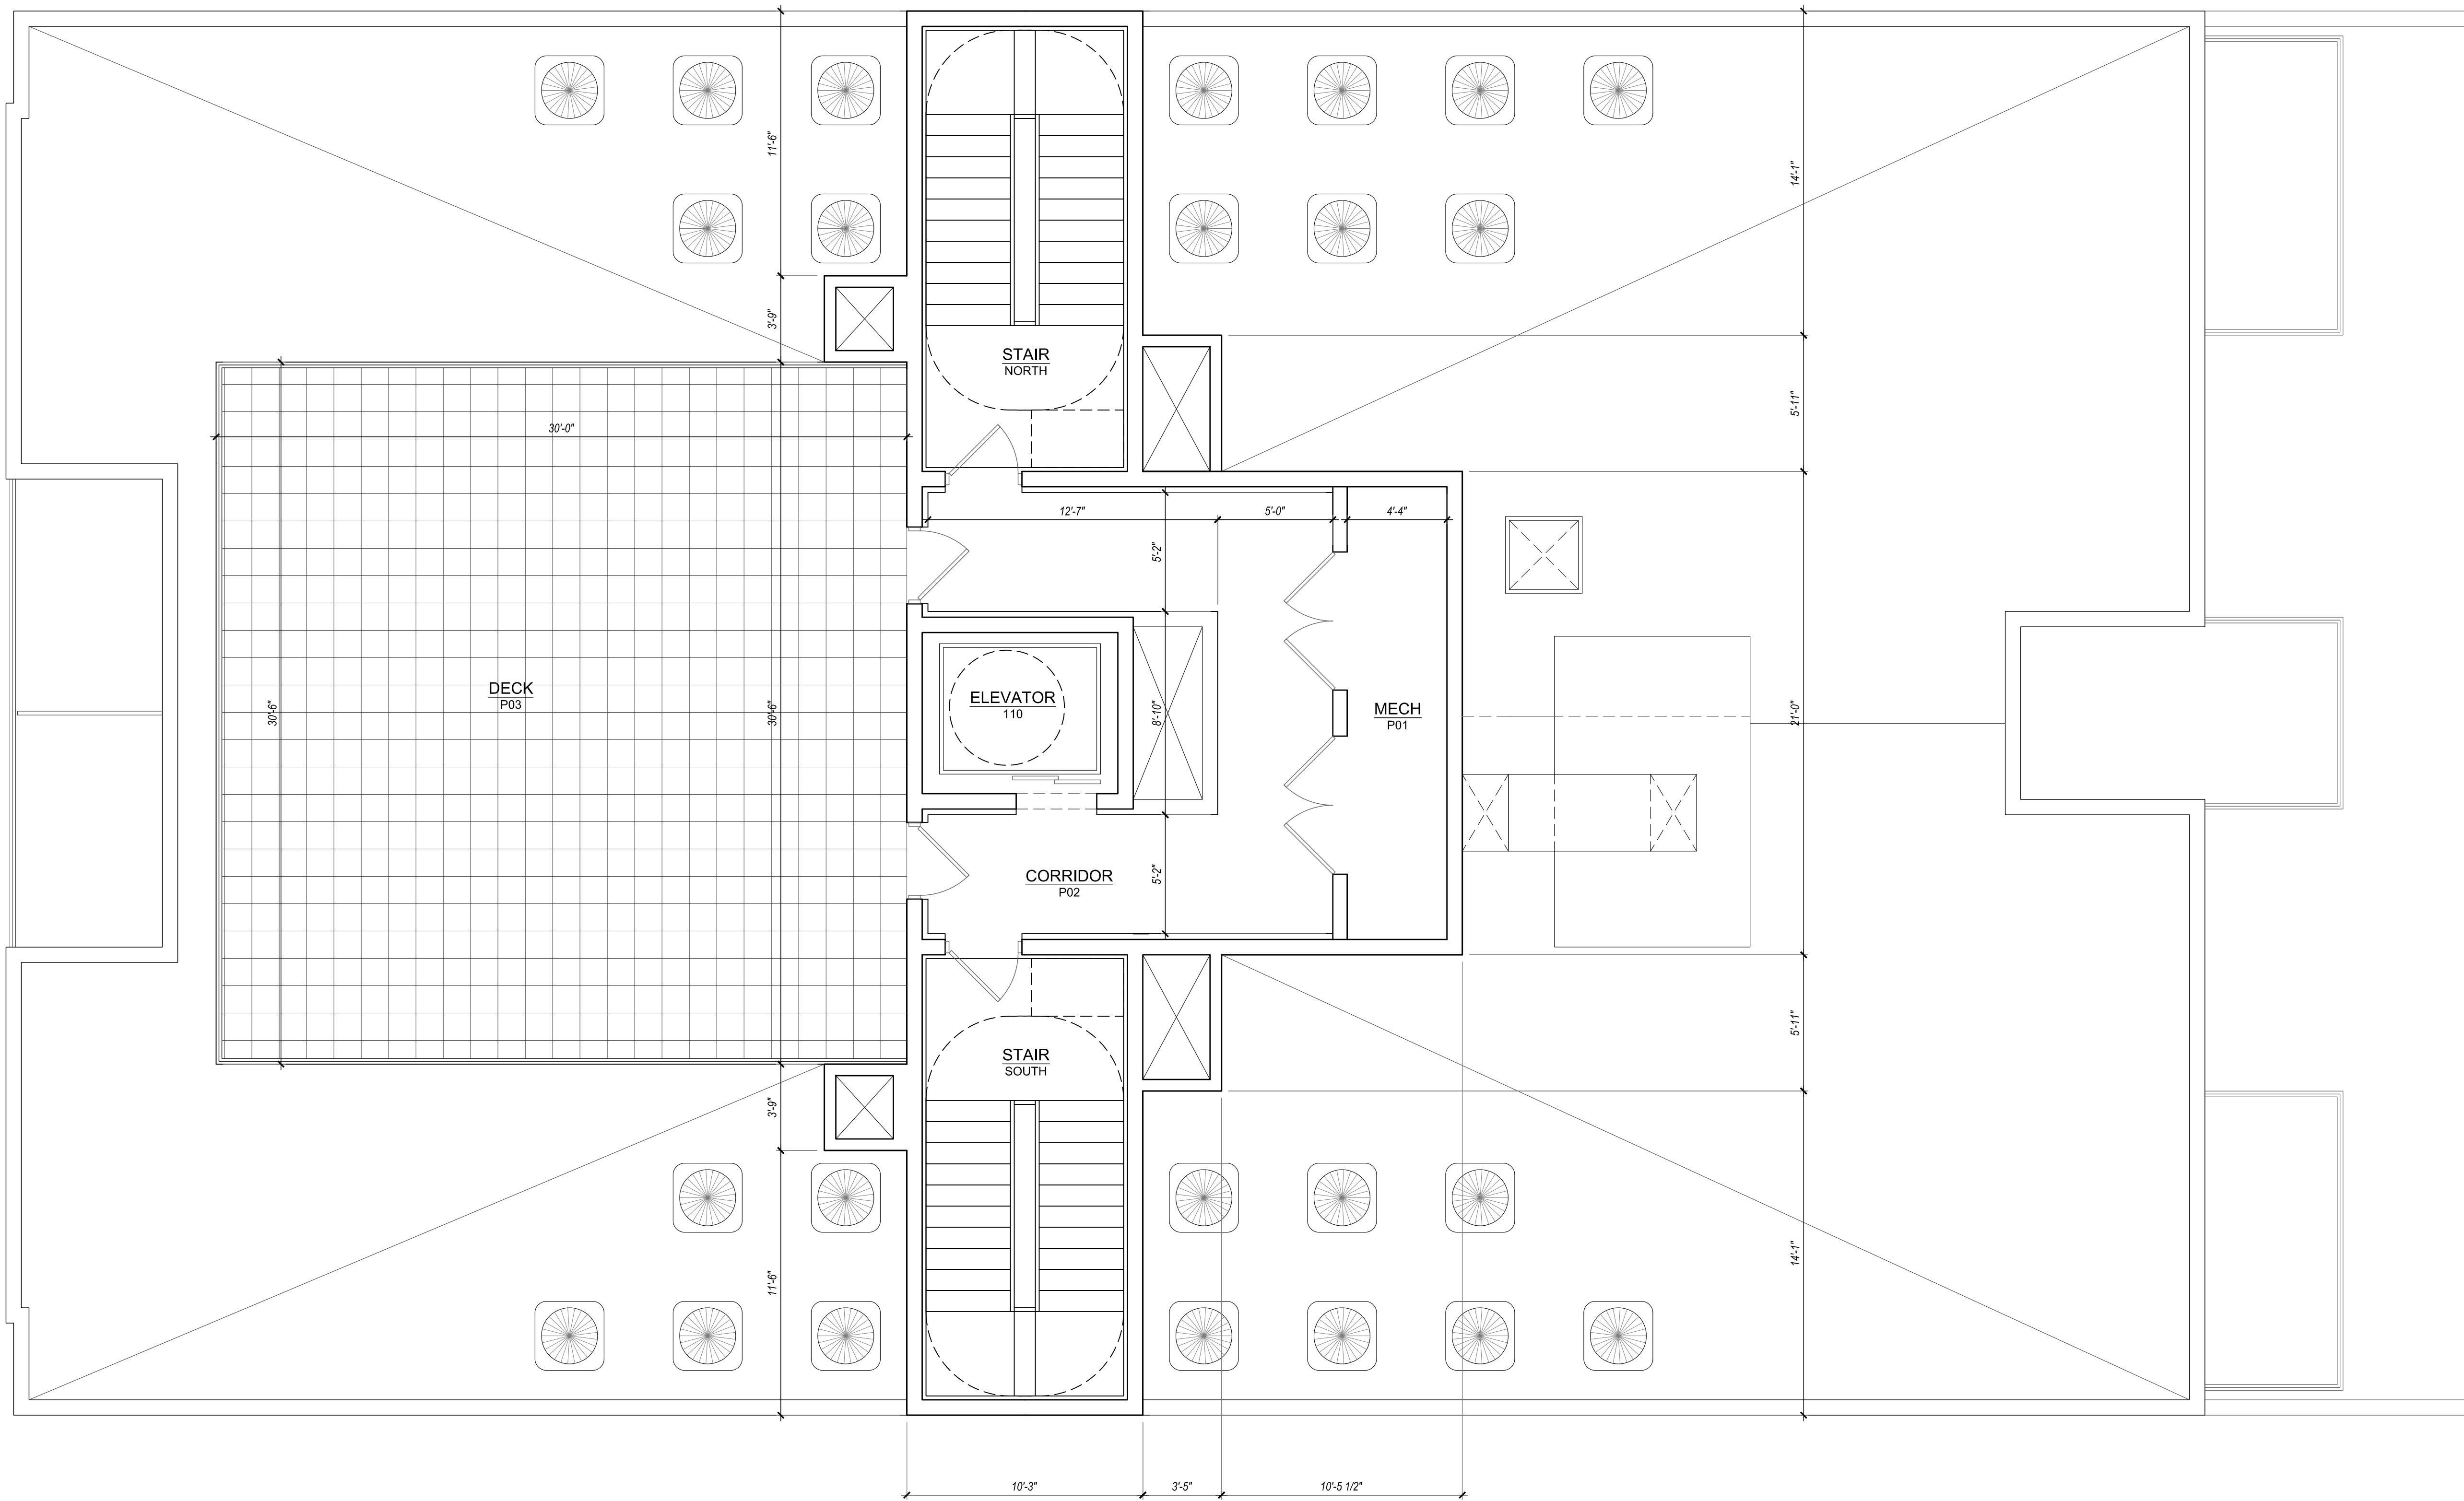 11'-6"
14'-1"
3'-9"
STAIR
NORTH
5'-11"
30'-0"
12'-7"
5'-0"
4'-4"
5'-2"
DECK
P03
ELEVATOR
110
MECH
P01
30'-6"
30'-6"
8'-10"
21'-0"
CORRIDOR
P02
5'-2"
5'-11"
STAIR
SOUTH
3'-9"
14'-1"
11'-6"
10'-3"
3'-5"
10'-5 1/2"